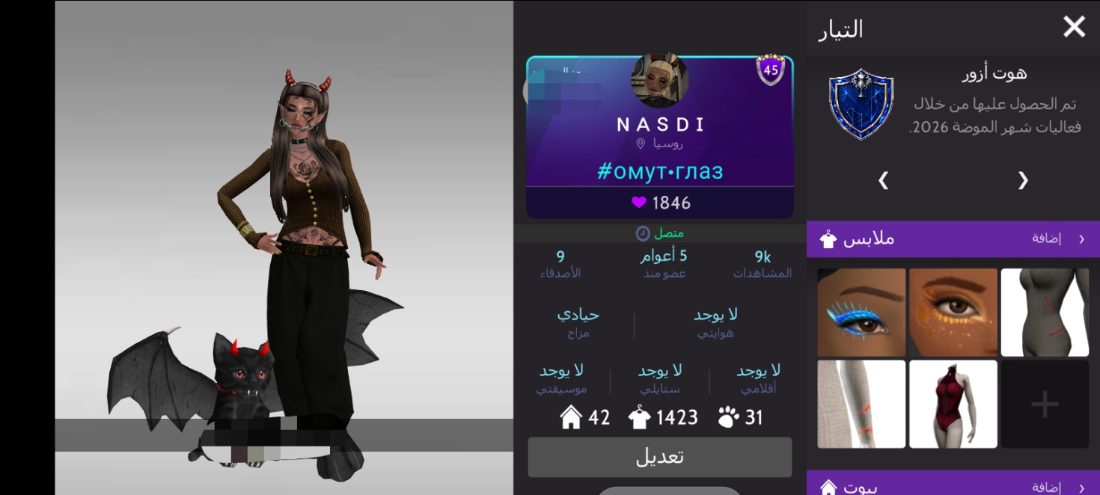 45
N A S D I
روسيا
#омут•глаз
1846
متصل
9k
المشاهدات
5 أعوام
عضو منذ
9
الأصدقاء
لا يوجد
هوايتي
حيادي
مزاج
لا يوجد
أفلامي
لا يوجد
ستايلي
لا يوجد
موسيقتي
42
1423
31
تعديل
التيار
هوت أزور
تم الحصول عليها من خلال
فعاليات شهر الموضة 2026.
ملابس
إضافة
بيوت
إضافة